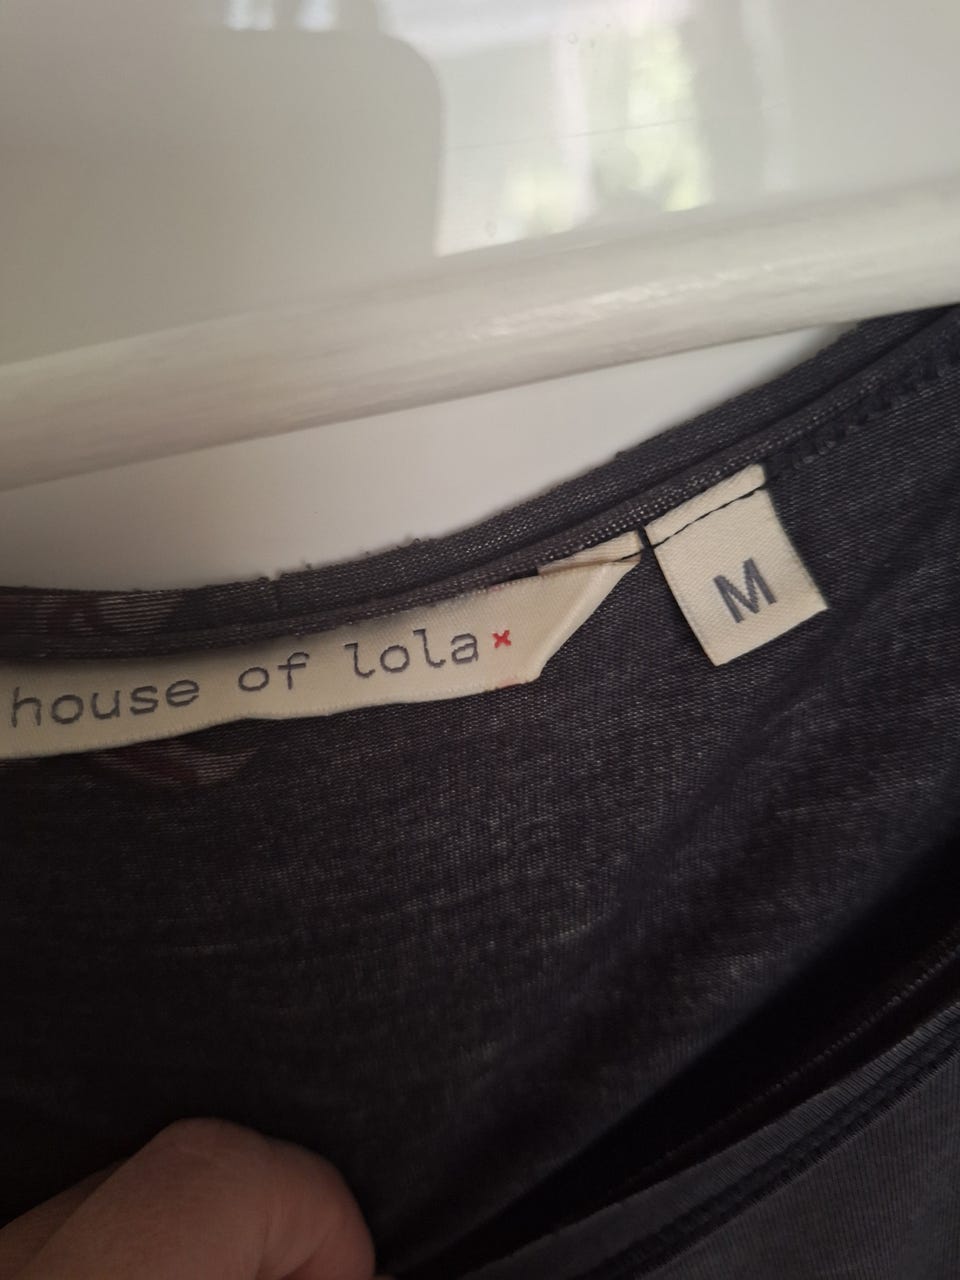 house of lola x
M